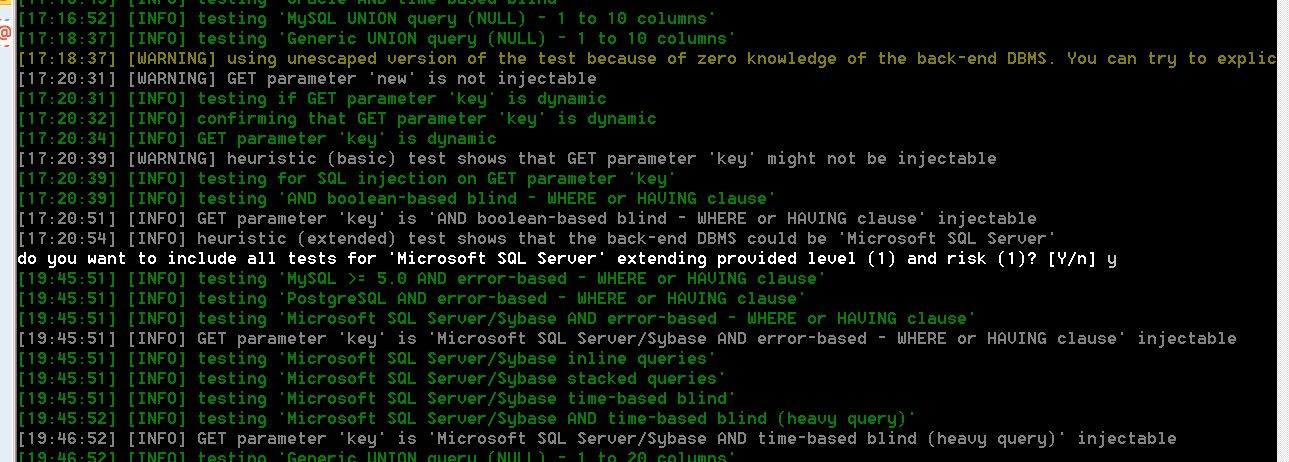 [17:16:49] [INFO] testing 'Oracle AND time-based blind'
[17:16:52] [INFO] testing 'MySQL UNION query (NULL) - 1 to 10 columns'
[17:18:37] [INFO] testing 'Generic UNION query (NULL) - 1 to 10 columns'
[17:18:37] [WARNING] using unescaped version of the test because of zero knowledge of the back-end DBMS. You can try to explic
[17:20:31] [WARNING] GET parameter 'new' is not injectable
[17:20:31] [INFO] testing if GET parameter 'key' is dynamic
[17:20:32] [INFO] confirming that GET parameter 'key' is dynamic
[17:20:34] [INFO] GET parameter 'key' is dynamic
[17:20:39] [WARNING] heuristic (basic) test shows that GET parameter 'key' might not be injectable
[17:20:39] [INFO] testing for SQL injection on GET parameter 'key'
[17:20:39] [INFO] testing 'AND boolean-based blind - WHERE or HAVING clause'
[17:20:51] [INFO] GET parameter 'key' is 'AND boolean-based blind - WHERE or HAVING clause' injectable
[17:20:54] [INFO] heuristic (extended) test shows that the back-end DBMS could be 'Microsoft SQL Server'
do you want to include all tests for 'Microsoft SQL Server' extending provided level (1) and risk (1)? [Y/n] y
[19:45:51] [INFO] testing 'MySQL >= 5.0 AND error-based - WHERE or HAVING clause'
[19:45:51] [INFO] testing 'PostgreSQL AND error-based - WHERE or HAVING clause'
[19:45:51] [INFO] testing 'Microsoft SQL Server/Sybase AND error-based - WHERE or HAVING clause'
[19:45:51] [INFO] GET parameter 'key' is 'Microsoft SQL Server/Sybase AND error-based - WHERE or HAVING clause' injectable
[19:45:51] [INFO] testing 'Microsoft SQL Server/Sybase inline queries'
[19:45:51] [INFO] testing 'Microsoft SQL Server/Sybase stacked queries'
[19:45:51] [INFO] testing 'Microsoft SQL Server/Sybase time-based blind'
[19:45:52] [INFO] testing 'Microsoft SQL Server/Sybase AND time-based blind (heavy query)'
[19:46:52] [INFO] GET parameter 'key' is 'Microsoft SQL Server/Sybase AND time-based blind (heavy query)' injectable
[19:46:52] [INFO] testing 'Generic UNION query (NULL) - 1 to 20 columns'